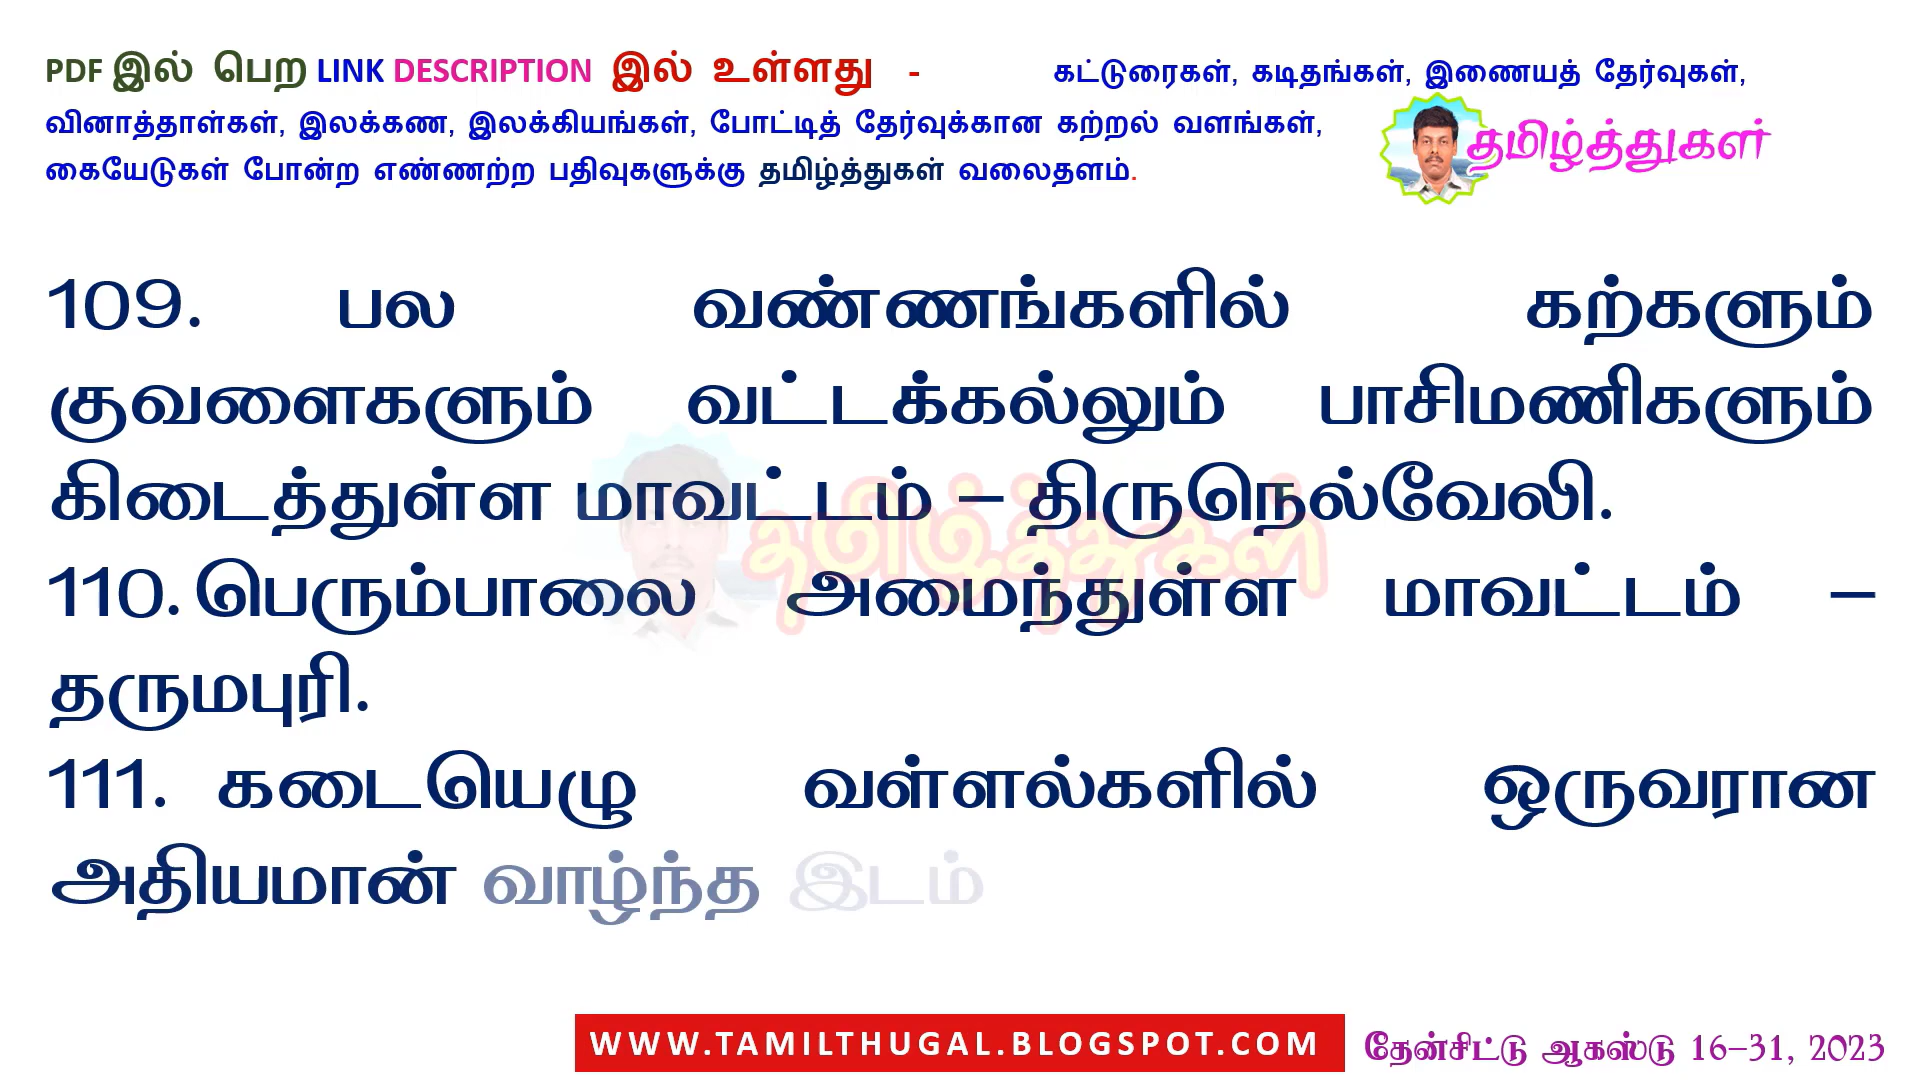 PDF இல் பெற LINK DESCRIPTION இல் உள்ளது - கட்டுரைகள், கடிதங்கள், இணையத் தேர்வுகள்,
வினாத்தாள்கள், இலக்கண, இலக்கியங்கள், போட்டித் தேர்வுக்கான கற்றல் வளங்கள்,
கையேடுகள் போன்ற எண்ணற்ற பதிவுகளுக்கு தமிழ்த்துகள் வலைதளம்.
தமிழ்த்துகள்
109. பல வண்ணங்களில் கற்களும்
குவளைகளும் வட்டக்கல்லும் பாசிமணிகளும்
கிடைத்துள்ள மாவட்டம் – திருநெல்வேலி.
தமிழ்த்துகள்
110. பெரும்பாலை அமைந்துள்ள மாவட்டம் –
தருமபுரி.
111. கடையெழு வள்ளல்களில் ஒருவரான
அதியமான் வாழ்ந்த இடம்
WWW.TAMILTHUGAL.BLOGSPOT.COM
தேன்சிட்டு ஆகஸ்டு 16–31, 2023